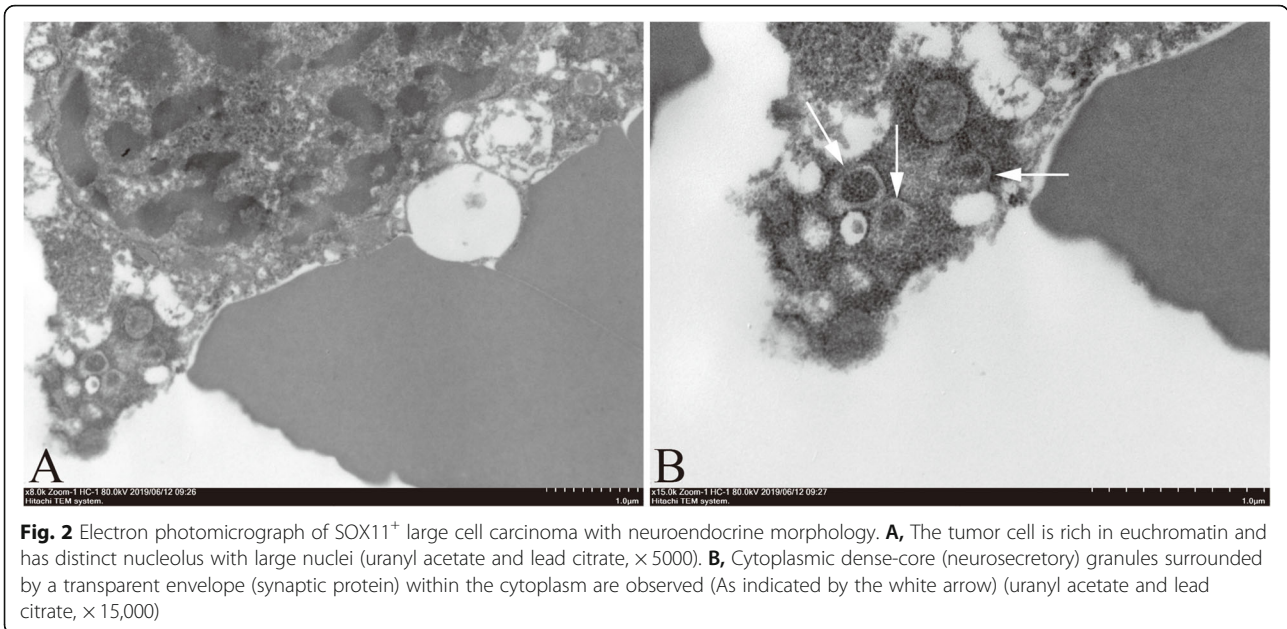 A
x8.0k Zoom-1 HC-1 80.0kV 2019/06/12 09:26
Hitachi TEM system.
1.0μm
B
x15.0k Zoom-1 HC-1 80.0kV 2019/06/12 09:27
Hitachi TEM system.
1.0μm
Fig. 2 Electron photomicrograph of SOX11+ large cell carcinoma with neuroendocrine morphology. A, The tumor cell is rich in euchromatin and
has distinct nucleolus with large nuclei (uranyl acetate and lead citrate, × 5000). B, Cytoplasmic dense-core (neurosecretory) granules surrounded
by a transparent envelope (synaptic protein) within the cytoplasm are observed (As indicated by the white arrow) (uranyl acetate and lead
citrate, × 15,000)